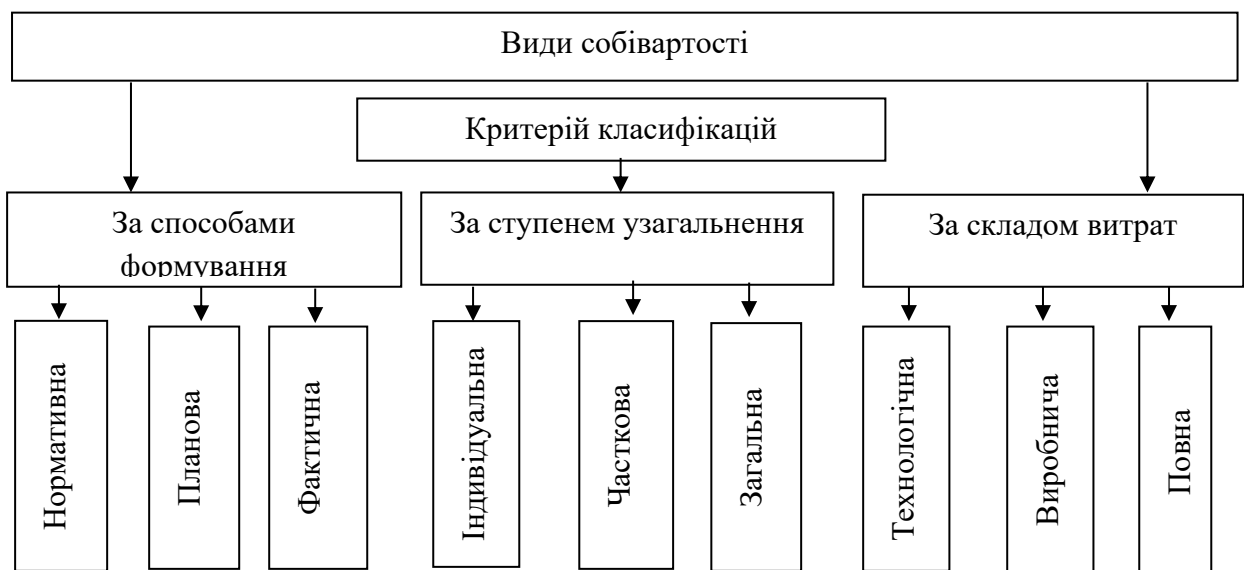 Види собівартості
Критерій класифікацій
За способами
формування
За ступенем узагальнення
За складом витрат
Нормативна
Планова
Фактична
Індивідуальна
Часткова
Загальна
Технологічна
Виробнича
Повна